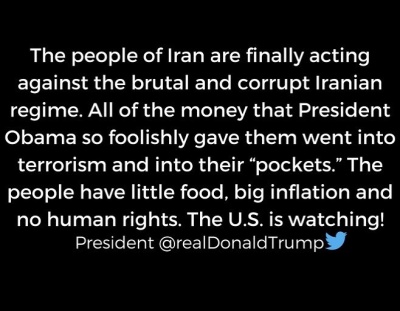 The people of Iran are finally acting
against the brutal and corrupt Iranian
regime. All of the money that President
Obama so foolishly gave them went into
terrorism and into their “pockets.” The
people have little food, big inflation and
no human rights. The U.S. is watching!
President @realDonaldTrump